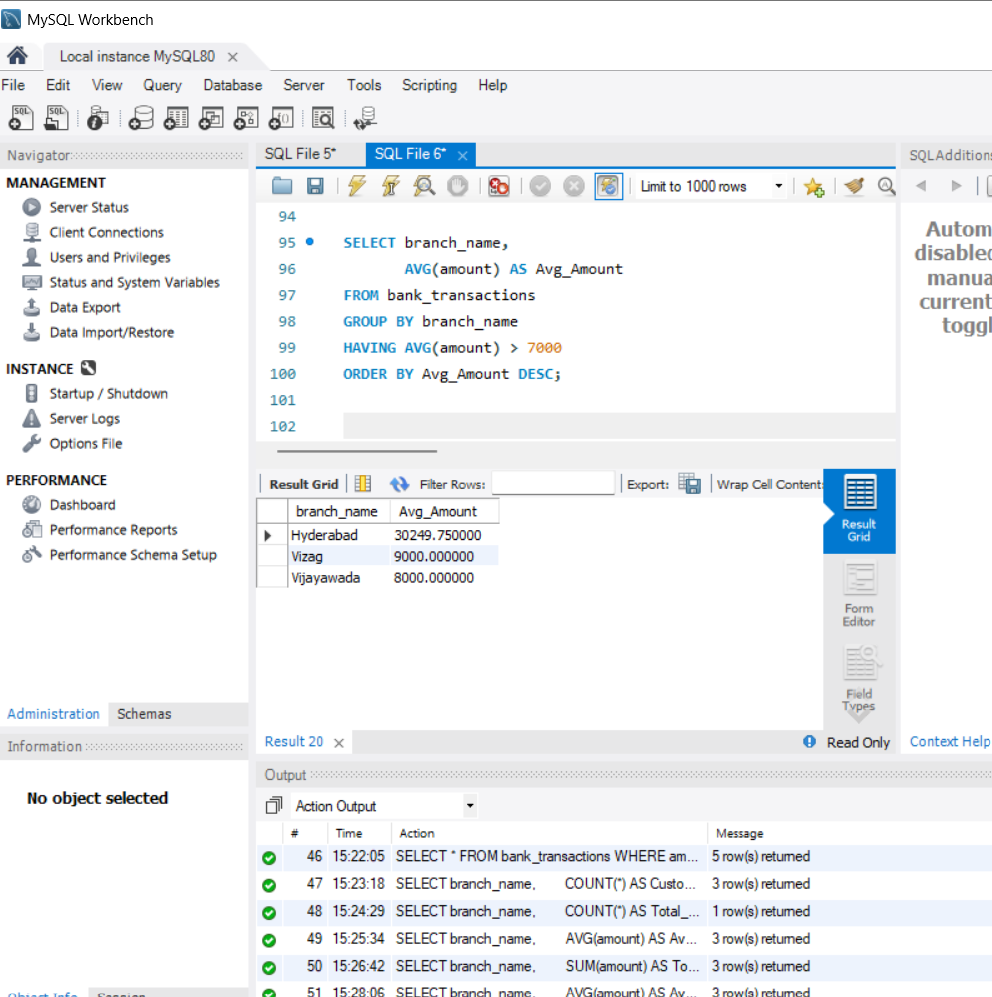 MySQL Workbench
Local instance MySQL80
File Edit View Query Database Server Tools Scripting Help
Navigator
MANAGEMENT
Server Status
Client Connections
Users and Privileges
Status and System Variables
Data Export
Data Import/Restore
INSTANCE
Startup / Shutdown
Server Logs
Options File
PERFORMANCE
Dashboard
Performance Reports
Performance Schema Setup
Administration Schemas
Information
No object selected
SQL File 5* SQL File 6*
Limit to 1000 rows
94
95 SELECT branch_name,
96 AVG(amount) AS Avg_Amount
97 FROM bank_transactions
98 GROUP BY branch_name
99 HAVING AVG(amount) > 7000
100 ORDER BY Avg_Amount DESC;
101
102
Result Grid Filter Rows: Export: Wrap Cell Content:
branch_name Avg_Amount
Hyderabad 30249.750000
Vizag 9000.000000
Vijayawada 8000.000000
Result
Grid
Form
Editor
Field
Types
Result 20 Read Only
SQLAdditions
Autom
disabled
manua
current
toggl
Context Help
Output
Action Output
# Time Action Message
46 15:22:05 SELECT * FROM bank_transactions WHERE am... 5 row(s) returned
47 15:23:18 SELECT branch_name, COUNT(*) AS Custo... 3 row(s) returned
48 15:24:29 SELECT branch_name, COUNT(*) AS Total_... 1 row(s) returned
49 15:25:34 SELECT branch_name, AVG(amount) AS Av... 3 row(s) returned
50 15:26:42 SELECT branch_name, SUM(amount) AS To... 3 row(s) returned
51 15:28:06 SELECT branch_name, AVG(amount) AS Av... 3 row(s) returned
Object Info Session